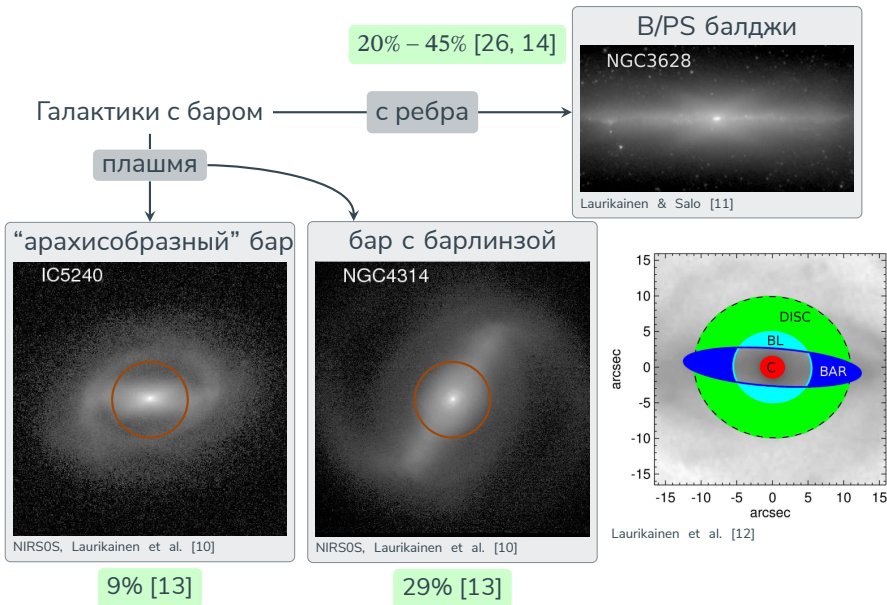 20% – 45% [26, 14]
B/PS балджи
NGC3628
Laurikainen & Salo [11]
Галактики с баром
с ребра
плашмя
“арахисобразный” бар
IC5240
NIRS0S, Laurikainen et al. [10]
9% [13]
бар с барлинзой
NGC4314
NIRS0S, Laurikainen et al. [10]
29% [13]
15
10
5
0
-5
-10
-15
arcsec
DISC
BL
C
BAR
-15 -10 -5 0 5 10 15
arcsec
Laurikainen et al. [12]